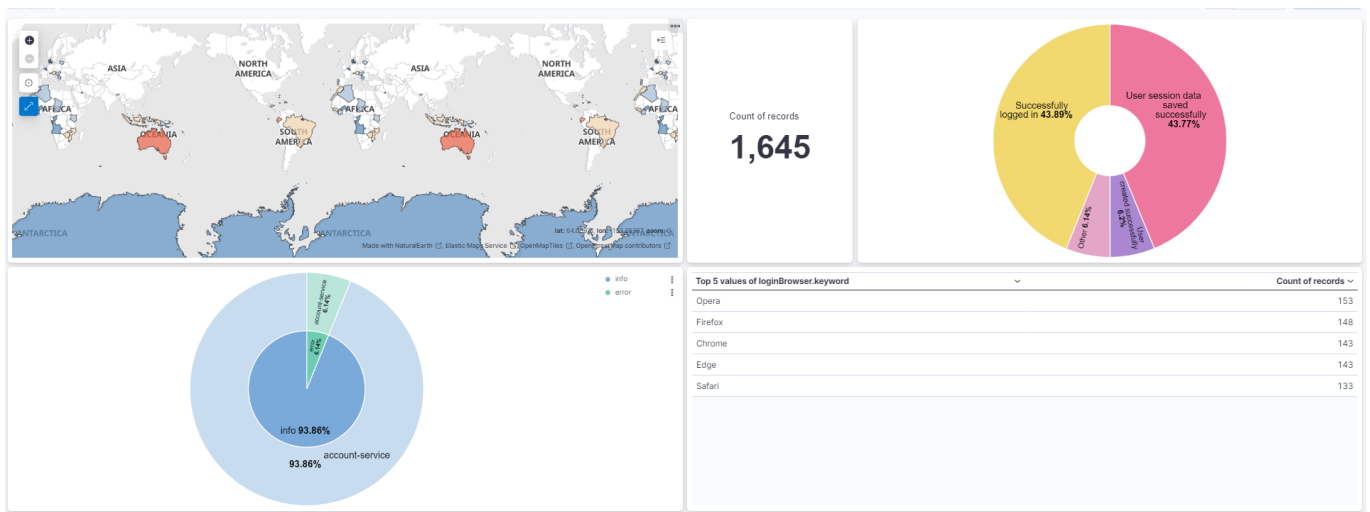 ASIA
NORTH
AMERICA
ASIA
NORTH
AMERICA
AFRICA
AFRICA
AFRICA
OCEANIA
SOUTH
AMERICA
OCEANIA
SOUTH
AMERICA
ANTARCTICA
ANTARCTICA
Made with NaturalEarth, Elastic Maps Service, OpenMapTiles, OpenStreetMap contributors
Count of records
1,645
Successfully
logged in 43.89%
User session data
saved
successfully
43.77%
Other 6.14%
User
created successfully
6.2%
info
error
account-service
6.14%
error
6.14%
info 93.86%
account-service
93.86%
Top 5 values of loginBrowser.keyword Count of records
Opera 153
Firefox 148
Chrome 143
Edge 143
Safari 133